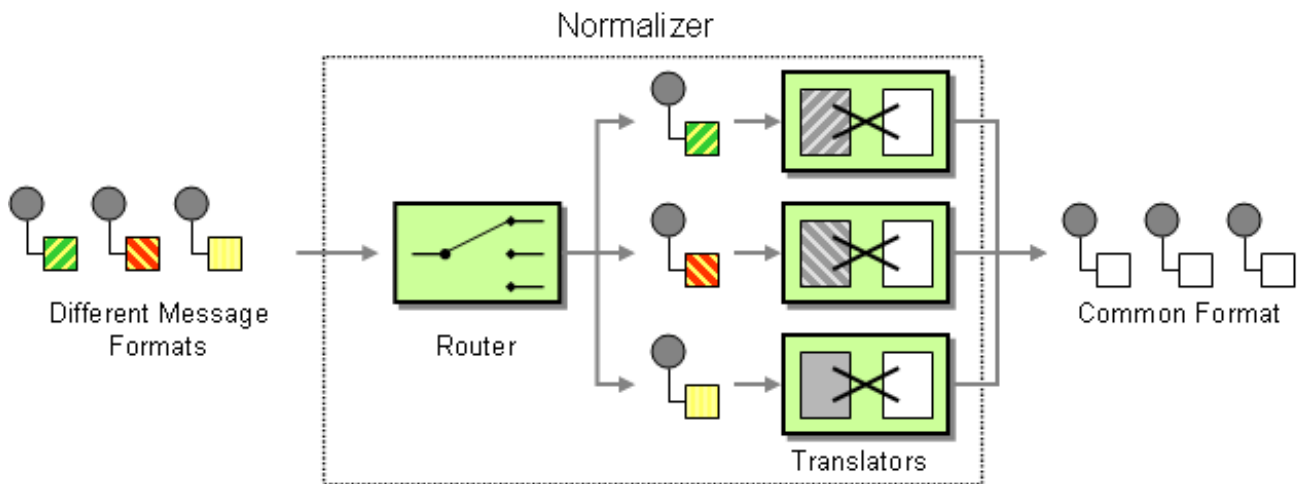 Normalizer
Different Message
Formats
Router
Translators
Common Format